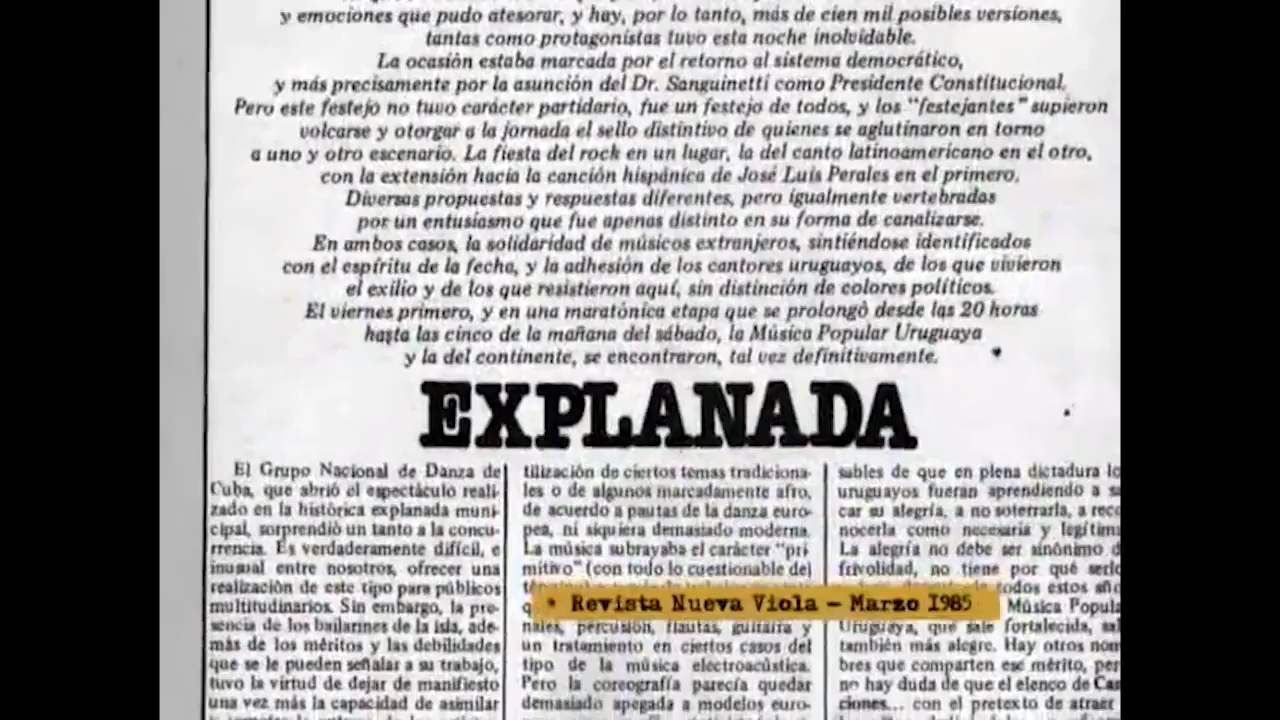 y emociones que pudo atesorar, y hay, por lo tanto, más de cien mil posibles versiones,
tantas como protagonistas tuvo esta noche inolvidable.
La ocasión estaba marcada por el retorno al sistema democrático,
y más precisamente por la asunción del Dr. Sanguinetti como Presidente Constitucional.
Pero este festejo no tuvo carácter partidario, fue un festejo de todos, y los "festejantes" supieron
volcarse y otorgar a la jornada el sello distintivo de quienes se aglutinaron en torno
a uno y otro escenario. La fiesta del rock en un lugar, la del canto latinoamericano en el otro,
con la extensión hacia la canción hispánica de José Luis Perales en el primero.
Diversas propuestas y respuestas diferentes, pero igualmente vertebradas
por un entusiasmo que fue apenas distinto en su forma de canalizarse.
En ambos casos, la solidaridad de músicos extranjeros, sintiéndose identificados
con el espíritu de la fecha, y la adhesión de los cantores uruguayos, de los que vivieron
el exilio y de los que resistieron aquí, sin distinción de colores políticos.
El viernes primero, y en una maratónica etapa que se prolongó desde las 20 horas
hasta las cinco de la mañana del sábado, la Música Popular Uruguaya
y la del continente, se encontraron, tal vez definitivamente.
EXPLANADA
El Grupo Nacional de Danza de
Cuba, que abrió el espectáculo reali-
zado en la histórica explanada muni-
cipal, sorprendió un tanto a la concu-
rrencia. Es verdaderamente difícil, e
inusual entre nosotros, ofrecer una
realización de este tipo para públicos
multitudinarios. Sin embargo, la pre-
sencia de los bailarines de la isla, ade-
más de los méritos y las debilidades
que se le pueden señalar a su trabajo,
tuvo la virtud de dejar de manifiesto
una vez más la capacidad de asimilar
tilización de ciertos temas tradiciona-
les o de algunos marcadamente afro,
de acuerdo a pautas de la danza euro-
pea, ni siquiera demasiado moderna.
La música subrayaba el carácter "pri-
mitivo" (con todo lo cuestionable del
* Revista Nueva Viola - Marzo 1985
nales, percusión, flautas, guitarra y
un tratamiento en ciertos casos del
tipo de la música electroacústica.
Pero la coreografía parecía quedar
demasiado apegada a modelos euro-
sables de que en plena dictadura lo
uruguayos fueran aprendiendo a sa
car su alegría, a no soterrarla, a reco
nocerla como necesaria y legítima
La alegría no debe ser sinónimo d
frivolidad, no tiene por qué serlo
todos estos año
Música Popula
Uruguaya, que sale fortalecida, sal
también más alegre. Hay otros nom
bres que comparten ese mérito, per
no hay duda de que el elenco de Can
ciones... con el pretexto de atraer